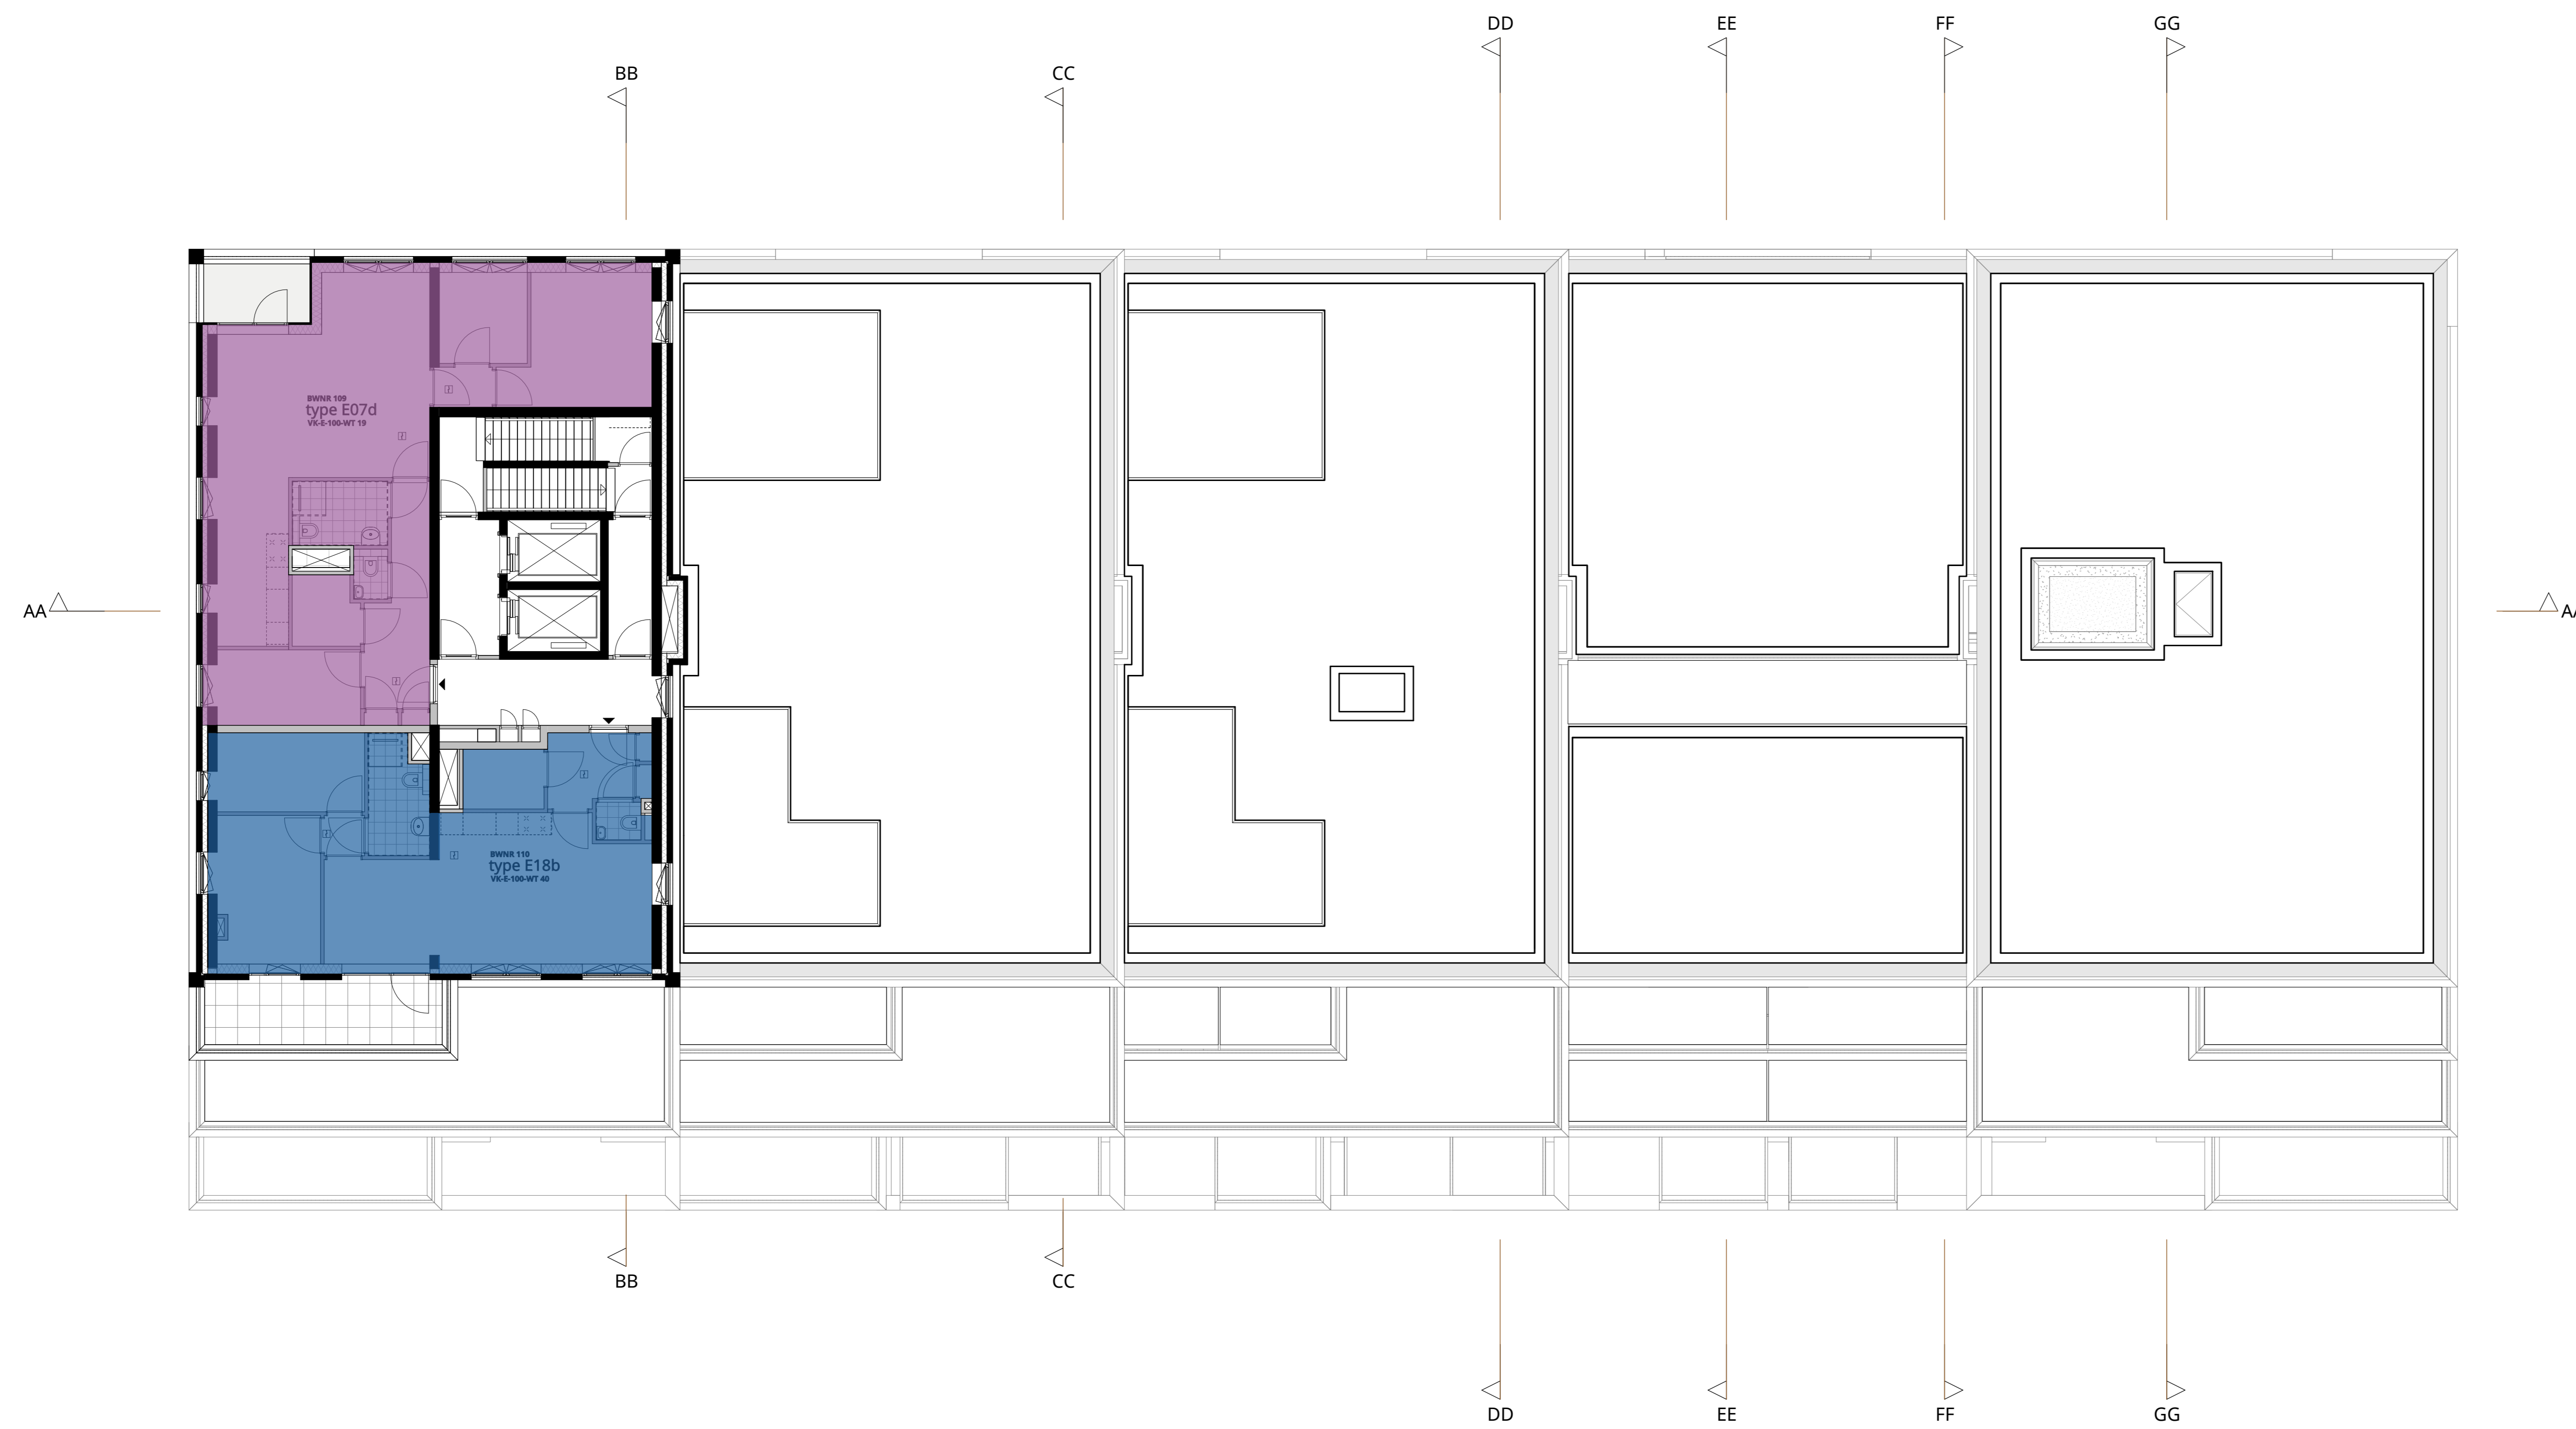 DD EE FF GG
BB CC
BWNR 109
type E07d
VK-E-100-WT 19
AA AA
BWNR 110
type E18b
VK-E-100-WT 40
BB CC
DD EE FF GG